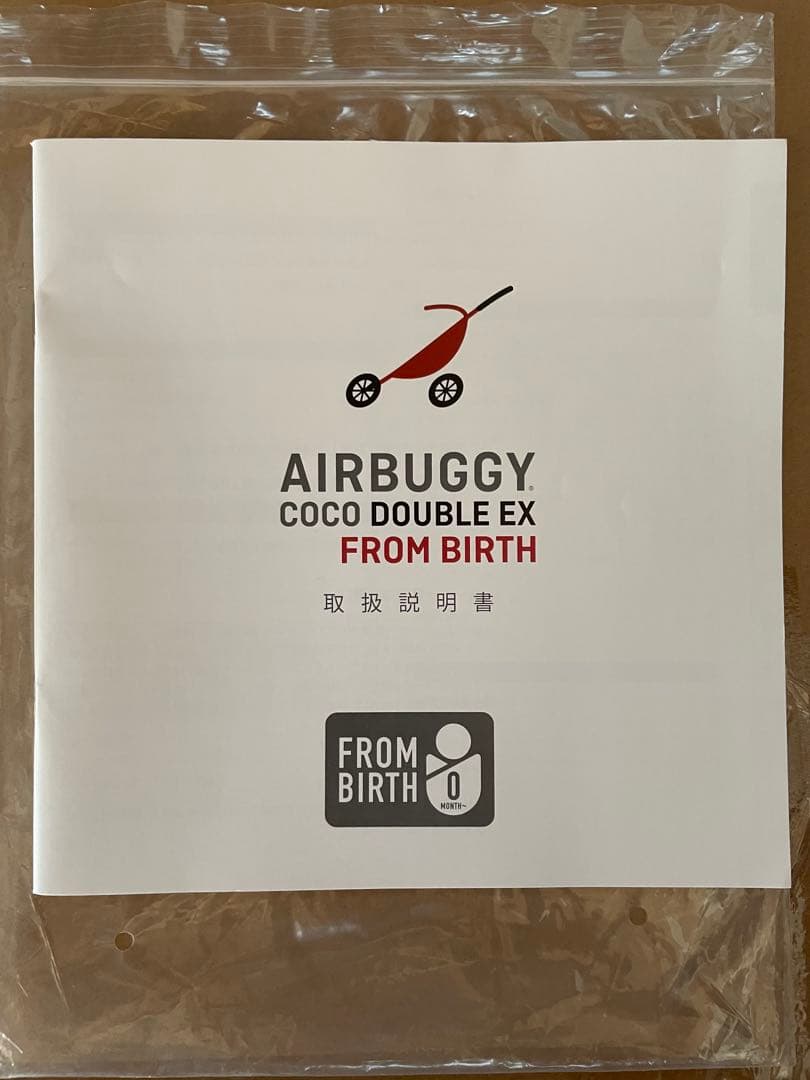 AIRBUGGY®
COCO DOUBLE EX
FROM BIRTH
取扱説明書
FROM
BIRTH
0
MONTH~